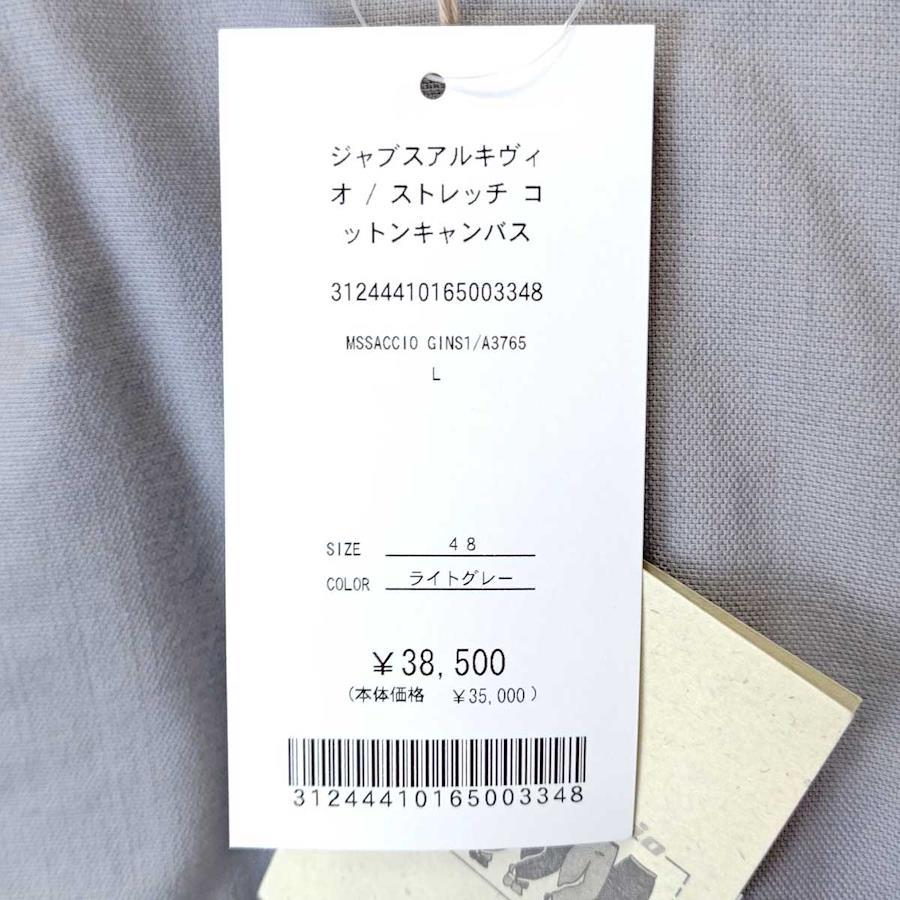 ジャブスアルキヴィ
オ / ストレッチ コ
ットンキャンバス
31244410165003348
MSSACCIO GINS1/A3765
L
SIZE 48
COLOR ライトグレー
¥38,500
(本体価格 ¥35,000)
31244410165003348
io